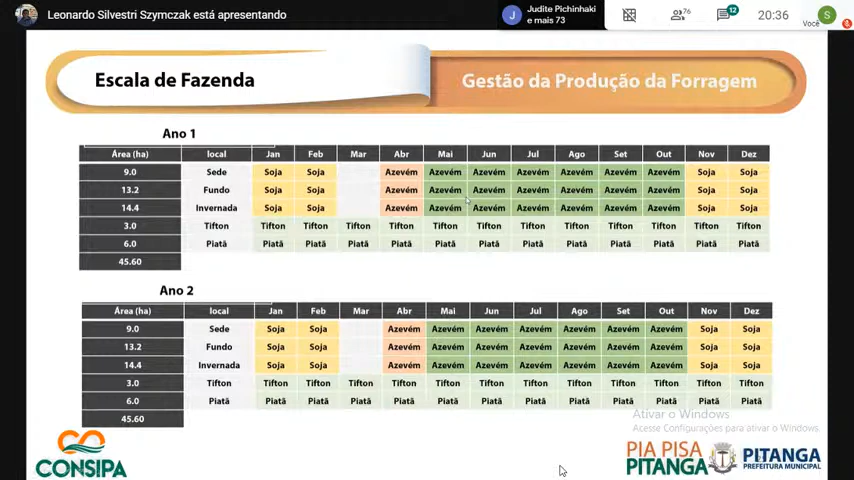 Leonardo Silvestri Szymczak está apresentando
J
Judite Pichinhaki
e mais 73
76
12
20:36
Você
S
Escala de Fazenda
Gestão da Produção da Forragem
Ano 1
Área (ha) local Jan Feb Mar Abr Mai Jun Jul Ago Set Out Nov Dez
9.0 Sede Soja Soja Azevém Azevém Azevém Azevém Azevém Azevém Azevém Soja Soja
13.2 Fundo Soja Soja Azevém Azevém Azevém Azevém Azevém Azevém Azevém Soja Soja
14.4 Invernada Soja Soja Azevém Azevém Azevém Azevém Azevém Azevém Azevém Soja Soja
3.0 Tifton Tifton Tifton Tifton Tifton Tifton Tifton Tifton Tifton Tifton Tifton Tifton Tifton
6.0 Piatã Piatã Piatã Piatã Piatã Piatã Piatã Piatã Piatã Piatã Piatã Piatã Piatã
45.60
Ano 2
Área (ha) local Jan Feb Mar Abr Mai Jun Jul Ago Set Out Nov Dez
9.0 Sede Soja Soja Azevém Azevém Azevém Azevém Azevém Azevém Azevém Soja Soja
13.2 Fundo Soja Soja Azevém Azevém Azevém Azevém Azevém Azevém Azevém Soja Soja
14.4 Invernada Soja Soja Azevém Azevém Azevém Azevém Azevém Azevém Azevém Soja Soja
3.0 Tifton Tifton Tifton Tifton Tifton Tifton Tifton Tifton Tifton Tifton Tifton Tifton Tifton
6.0 Piatã Piatã Piatã Piatã Piatã Piatã Piatã Piatã Piatã Piatã Piatã Piatã Piatã
45.60
Ativar o Windows
Acesse Configurações para ativar o Windows.
CONSIPA
PIA PISA
PITANGA
PITANGA
PREFEITURA MUNICIPAL